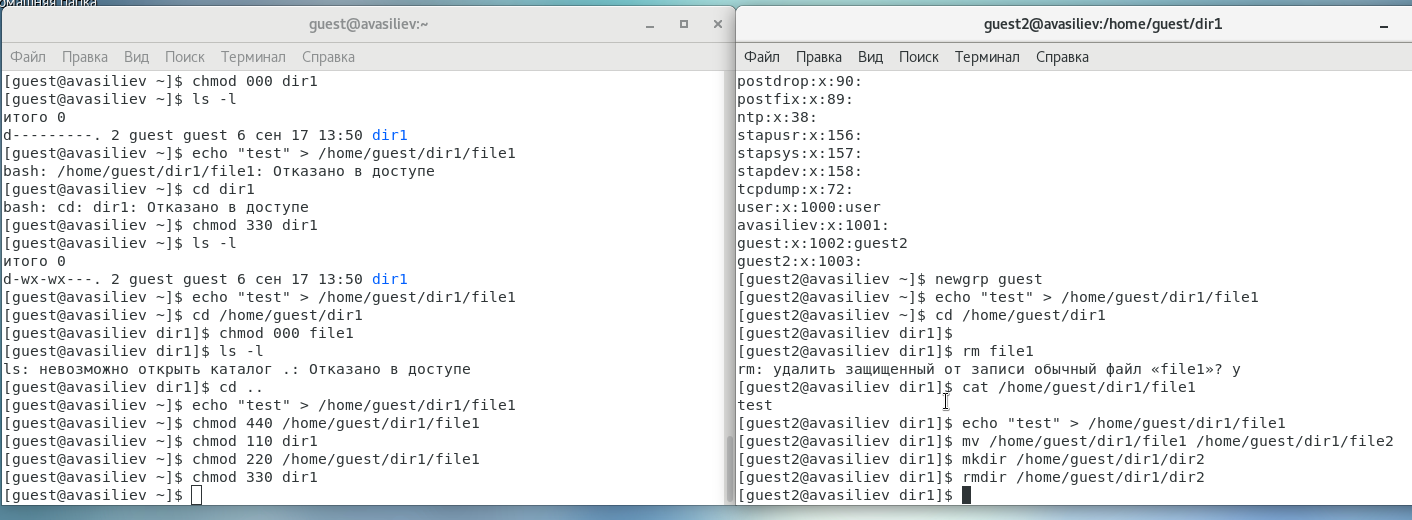 омашняя папка
guest@avasiliev:~
Файл Правка Вид Поиск Терминал Справка
[guest@avasiliev ~]$ chmod 000 dir1
[guest@avasiliev ~]$ ls -l
итого 0
d---------. 2 guest guest 6 сен 17 13:50 dir1
[guest@avasiliev ~]$ echo "test" > /home/guest/dir1/file1
bash: /home/guest/dir1/file1: Отказано в доступе
[guest@avasiliev ~]$ cd dir1
bash: cd: dir1: Отказано в доступе
[guest@avasiliev ~]$ chmod 330 dir1
[guest@avasiliev ~]$ ls -l
итого 0
d-wx-wx---. 2 guest guest 6 сен 17 13:50 dir1
[guest@avasiliev ~]$ echo "test" > /home/guest/dir1/file1
[guest@avasiliev ~]$ cd /home/guest/dir1
[guest@avasiliev dir1]$ chmod 000 file1
[guest@avasiliev dir1]$ ls -l
ls: невозможно открыть каталог .: Отказано в доступе
[guest@avasiliev dir1]$ cd ..
[guest@avasiliev ~]$ echo "test" > /home/guest/dir1/file1
[guest@avasiliev ~]$ chmod 440 /home/guest/dir1/file1
[guest@avasiliev ~]$ chmod 110 dir1
[guest@avasiliev ~]$ chmod 220 /home/guest/dir1/file1
[guest@avasiliev ~]$ chmod 330 dir1
[guest@avasiliev ~]$
guest2@avasiliev:/home/guest/dir1
Файл Правка Вид Поиск Терминал Справка
postdrop:x:90:
postfix:x:89:
ntp:x:38:
stapusr:x:156:
stapsys:x:157:
stapdev:x:158:
tcpdump:x:72:
user:x:1000:user
avasiliev:x:1001:
guest:x:1002:guest2
guest2:x:1003:
[guest2@avasiliev ~]$ newgrp guest
[guest2@avasiliev ~]$ echo "test" > /home/guest/dir1/file1
[guest2@avasiliev ~]$ cd /home/guest/dir1
[guest2@avasiliev dir1]$
[guest2@avasiliev dir1]$ rm file1
rm: удалить защищенный от записи обычный файл «file1»? y
[guest2@avasiliev dir1]$ cat /home/guest/dir1/file1
test
[guest2@avasiliev dir1]$ echo "test" > /home/guest/dir1/file1
[guest2@avasiliev dir1]$ mv /home/guest/dir1/file1 /home/guest/dir1/file2
[guest2@avasiliev dir1]$ mkdir /home/guest/dir1/dir2
[guest2@avasiliev dir1]$ rmdir /home/guest/dir1/dir2
[guest2@avasiliev dir1]$